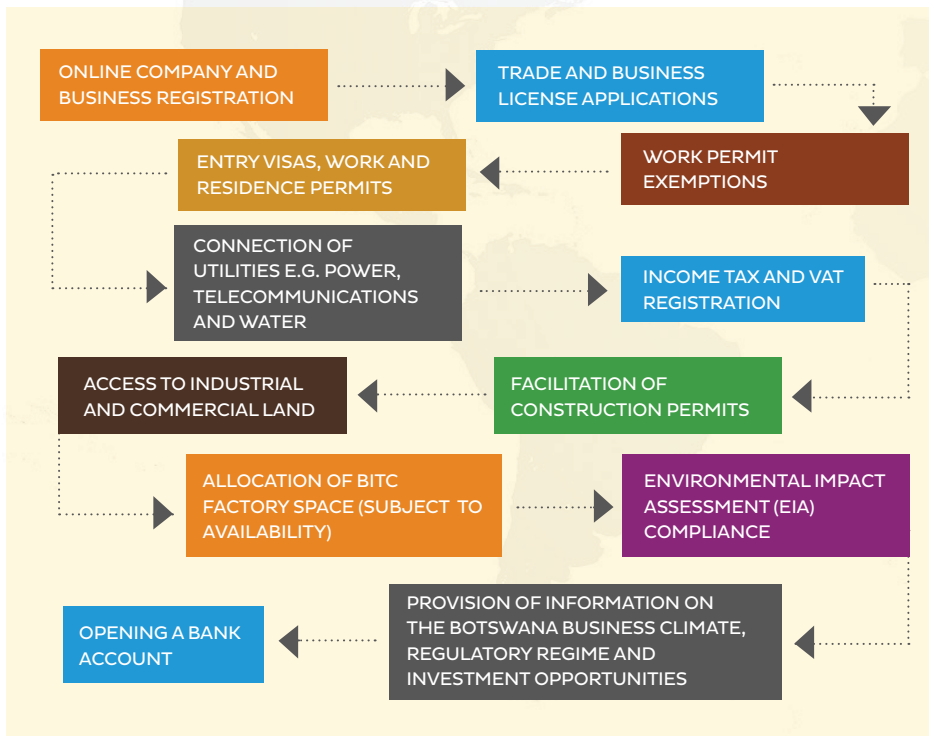 ONLINE COMPANY AND
BUSINESS REGISTRATION
TRADE AND BUSINESS
LICENSE APPLICATIONS
WORK PERMIT
EXEMPTIONS
ENTRY VISAS, WORK AND
RESIDENCE PERMITS
CONNECTION OF
UTILITIES E.G. POWER,
TELECOMMUNICATIONS
AND WATER
INCOME TAX AND VAT
REGISTRATION
FACILITATION OF
CONSTRUCTION PERMITS
ACCESS TO INDUSTRIAL
AND COMMERCIAL LAND
ALLOCATION OF BITC
FACTORY SPACE (SUBJECT TO
AVAILABILITY)
ENVIRONMENTAL IMPACT
ASSESSMENT (EIA)
COMPLIANCE
PROVISION OF INFORMATION ON
THE BOTSWANA BUSINESS CLIMATE,
REGULATORY REGIME AND
INVESTMENT OPPORTUNITIES
OPENING A BANK
ACCOUNT